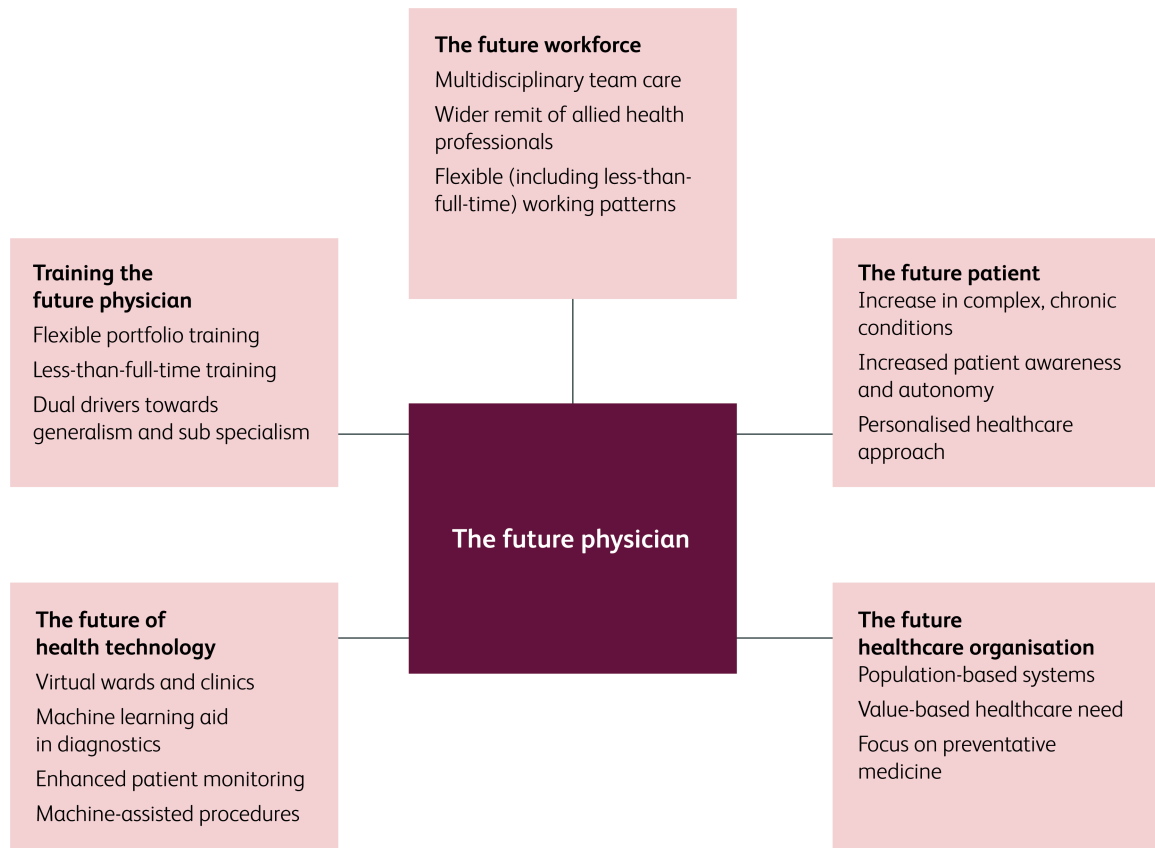 The future workforce
Multidisciplinary team care
Wider remit of allied health
professionals
Flexible (including less-than-
full-time) working patterns
Training the
future physician
Flexible portfolio training
Less-than-full-time training
Dual drivers towards
generalism and sub specialism
The future patient
Increase in complex, chronic
conditions
Increased patient awareness
and autonomy
Personalised healthcare
approach
The future physician
The future of
health technology
Virtual wards and clinics
Machine learning aid
in diagnostics
Enhanced patient monitoring
Machine-assisted procedures
The future
healthcare organisation
Population-based systems
Value-based healthcare need
Focus on preventative
medicine